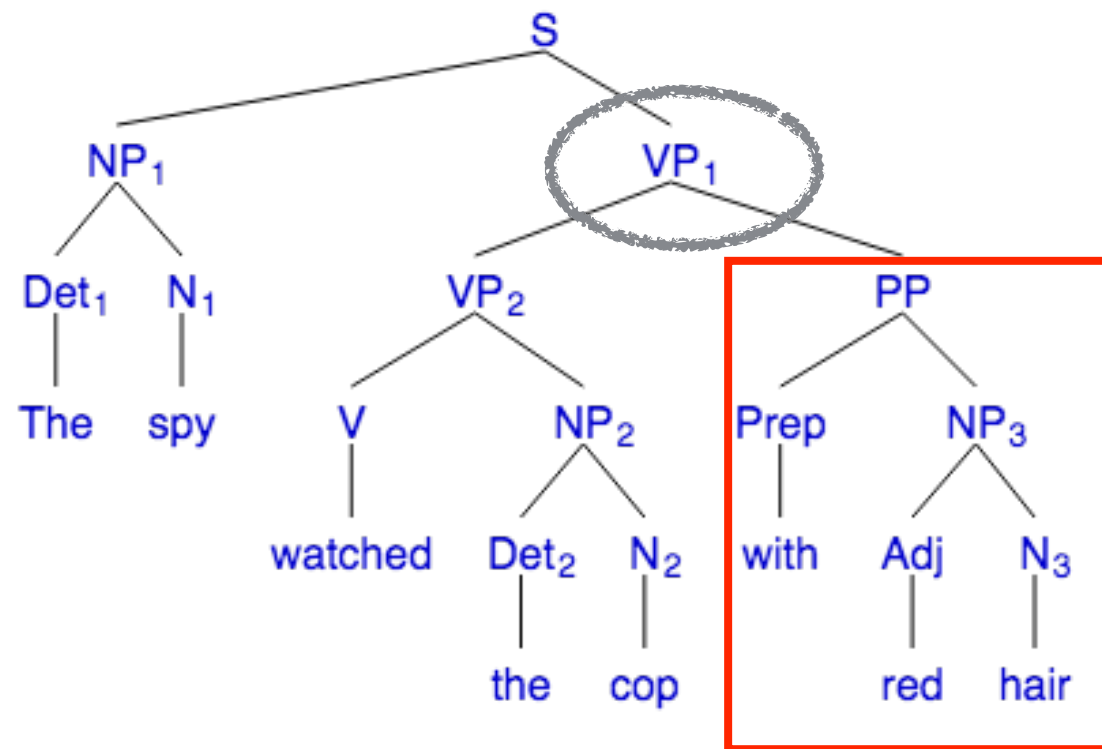 S
NP₁ VP₁
Det₁ N₁ VP₂ PP
The spy V NP₂ Prep NP₃
watched Det₂ N₂ with Adj N₃
the cop red hair